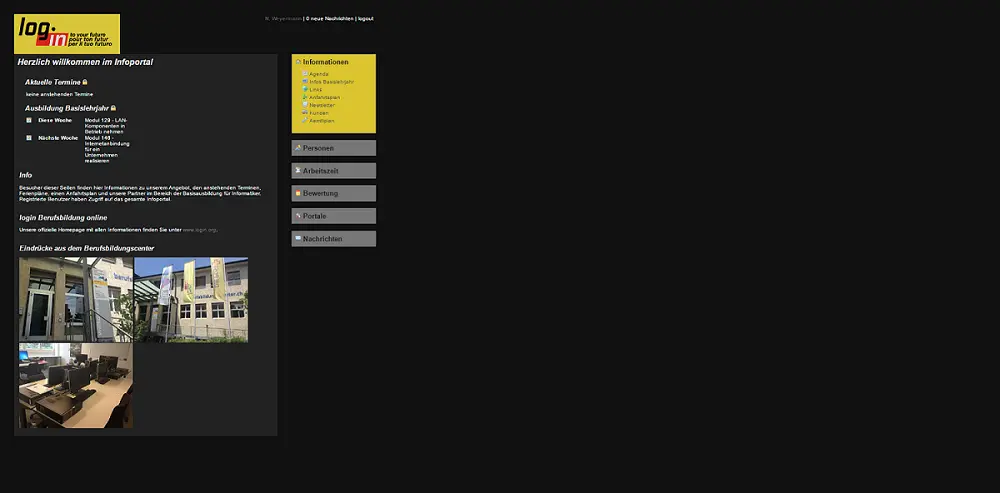 N. Weyermann | 0 neue Nachrichten | logout
log-in
to your future
pour ton futur
per il tuo futuro
Herzlich willkommen im Infoportal
Aktuelle Termine
keine anstehenden Termine
Ausbildung Basislehrjahr
Diese Woche
Modul 129 - LAN-
Komponenten in
Betrieb nehmen
Nächste Woche
Modul 146 -
Internetanbindung
für ein
Unternehmen
realisieren
Info
Besucher dieser Seiten finden hier Informationen zu unserem Angebot, den anstehenden Terminen,
Ferienpläne, einen Anfahrtsplan und unsere Partner im Bereich der Basisausbildung für Informatiker.
Registrierte Benutzer haben Zugriff auf das gesamte Infoportal.
login Berufsbildung online
Unsere offizielle Homepage mit allen Informationen finden Sie unter www.login.org.
Eindrücke aus dem Berufsbildungscenter
Informationen
Agenda
Infos Basislehrjahr
Links
Anfahrtsplan
Newsletter
Kunden
Aemtliplan
Personen
Arbeitszeit
Bewertung
Portale
Nachrichten